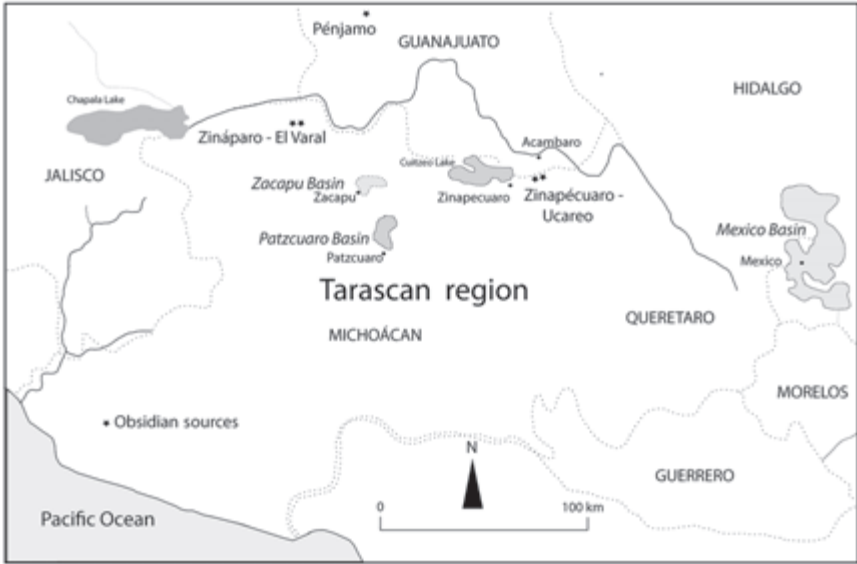 Pénjamo
GUANAJUATO
HIDALGO
Chapala Lake
Zináparo - El Varal
Acambaro
Cuitzeo Lake
JALISCO
Zacapu Basin
Zacapu
Zinapecuaro
Zinapécuaro -
Ucareo
Mexico Basin
Patzcuaro Basin
Patzcuaro
Mexico
Tarascan region
QUERETARO
MICHOÁCAN
MORELOS
Obsidian sources
N
GUERRERO
0
100 km
Pacific Ocean